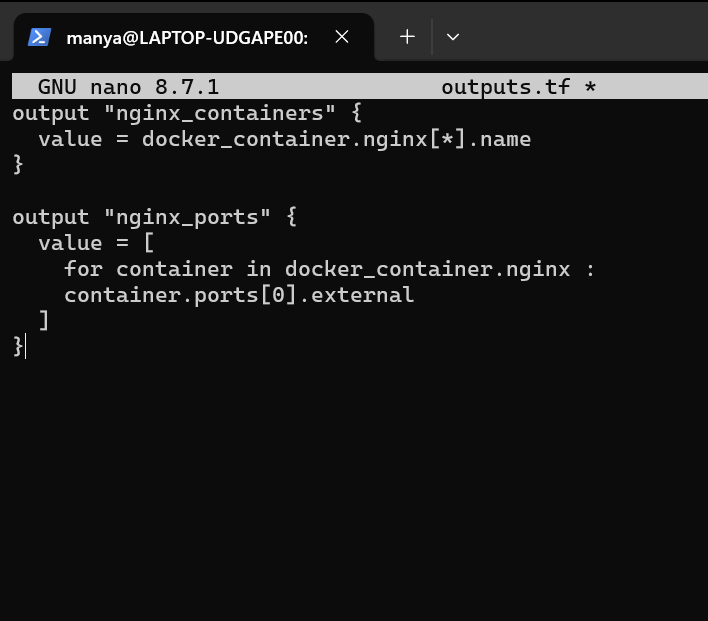 manya@LAPTOP-UDGAPE00:
GNU nano 8.7.1 outputs.tf *
output "nginx_containers" {
  value = docker_container.nginx[*].name
}

output "nginx_ports" {
  value = [
    for container in docker_container.nginx :
    container.ports[0].external
  ]
}